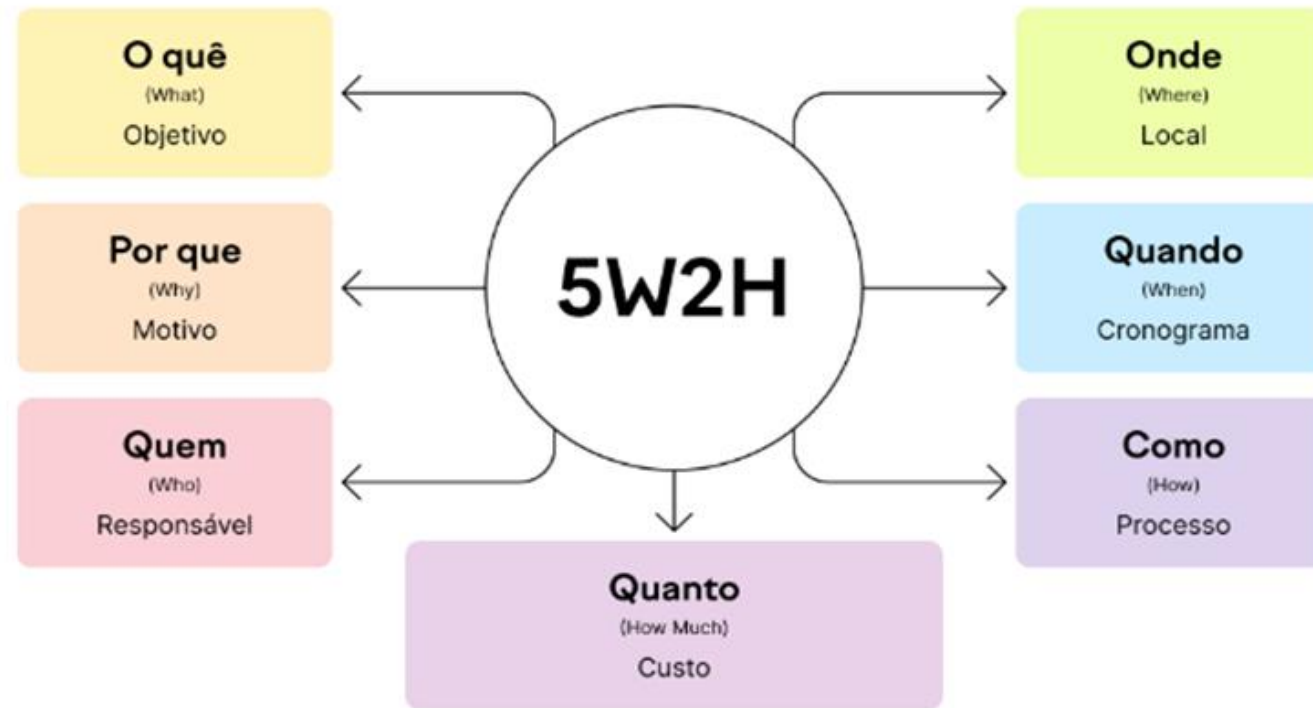 O quê
(What)
Objetivo
Por que
(Why)
Motivo
Quem
(Who)
Responsável
5W2H
Onde
(Where)
Local
Quando
(When)
Cronograma
Como
(How)
Processo
Quanto
(How Much)
Custo